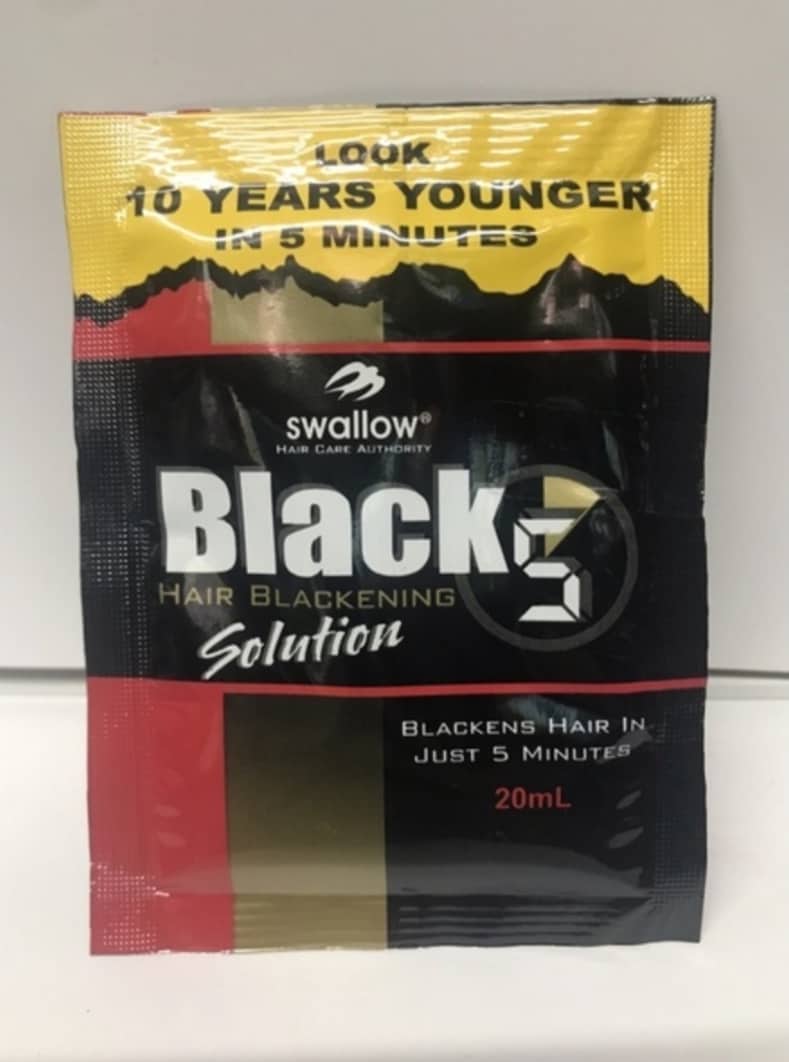 LOOK
10 YEARS YOUNGER
IN 5 MINUTES
swallow®
HAIR CARE AUTHORITY
Black 5
HAIR BLACKENING
Solution
BLACKENS HAIR IN
JUST 5 MINUTES
20mL